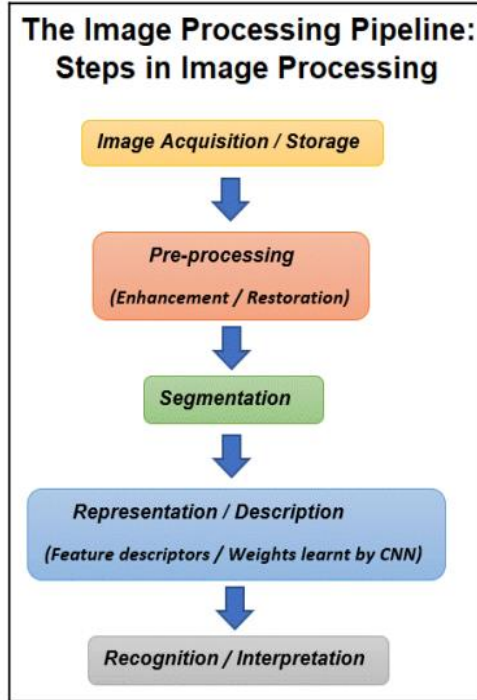 The Image Processing Pipeline:
Steps in Image Processing
Image Acquisition / Storage
Pre-processing
(Enhancement / Restoration)
Segmentation
Representation / Description
(Feature descriptors / Weights learnt by CNN)
Recognition / Interpretation